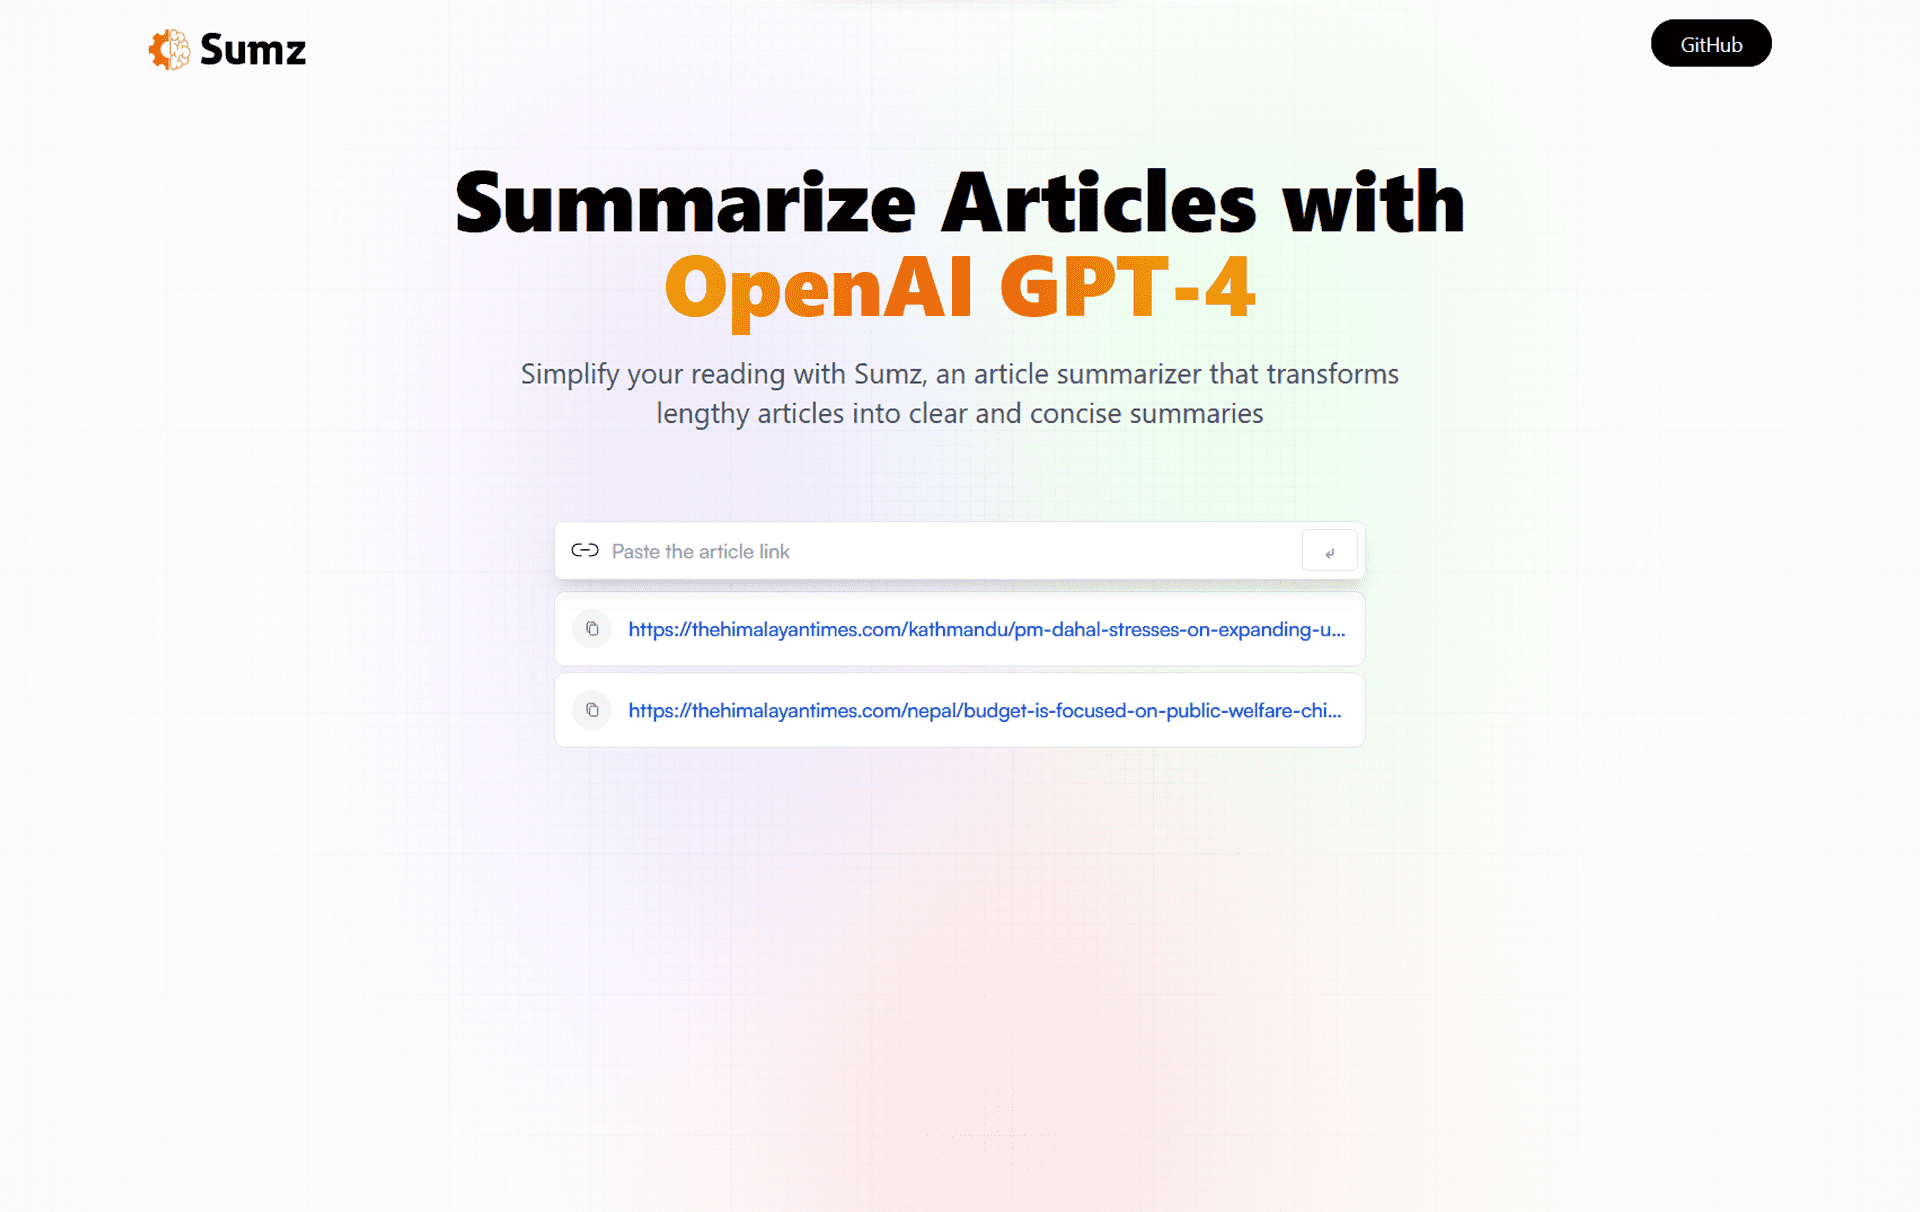 Sumz
GitHub
Summarize Articles with
OpenAI GPT-4
Simplify your reading with Sumz, an article summarizer that transforms
lengthy articles into clear and concise summaries
Paste the article link
https://thehimalayantimes.com/kathmandu/pm-dahal-stresses-on-expanding-u...
https://thehimalayantimes.com/nepal/budget-is-focused-on-public-welfare-chi...